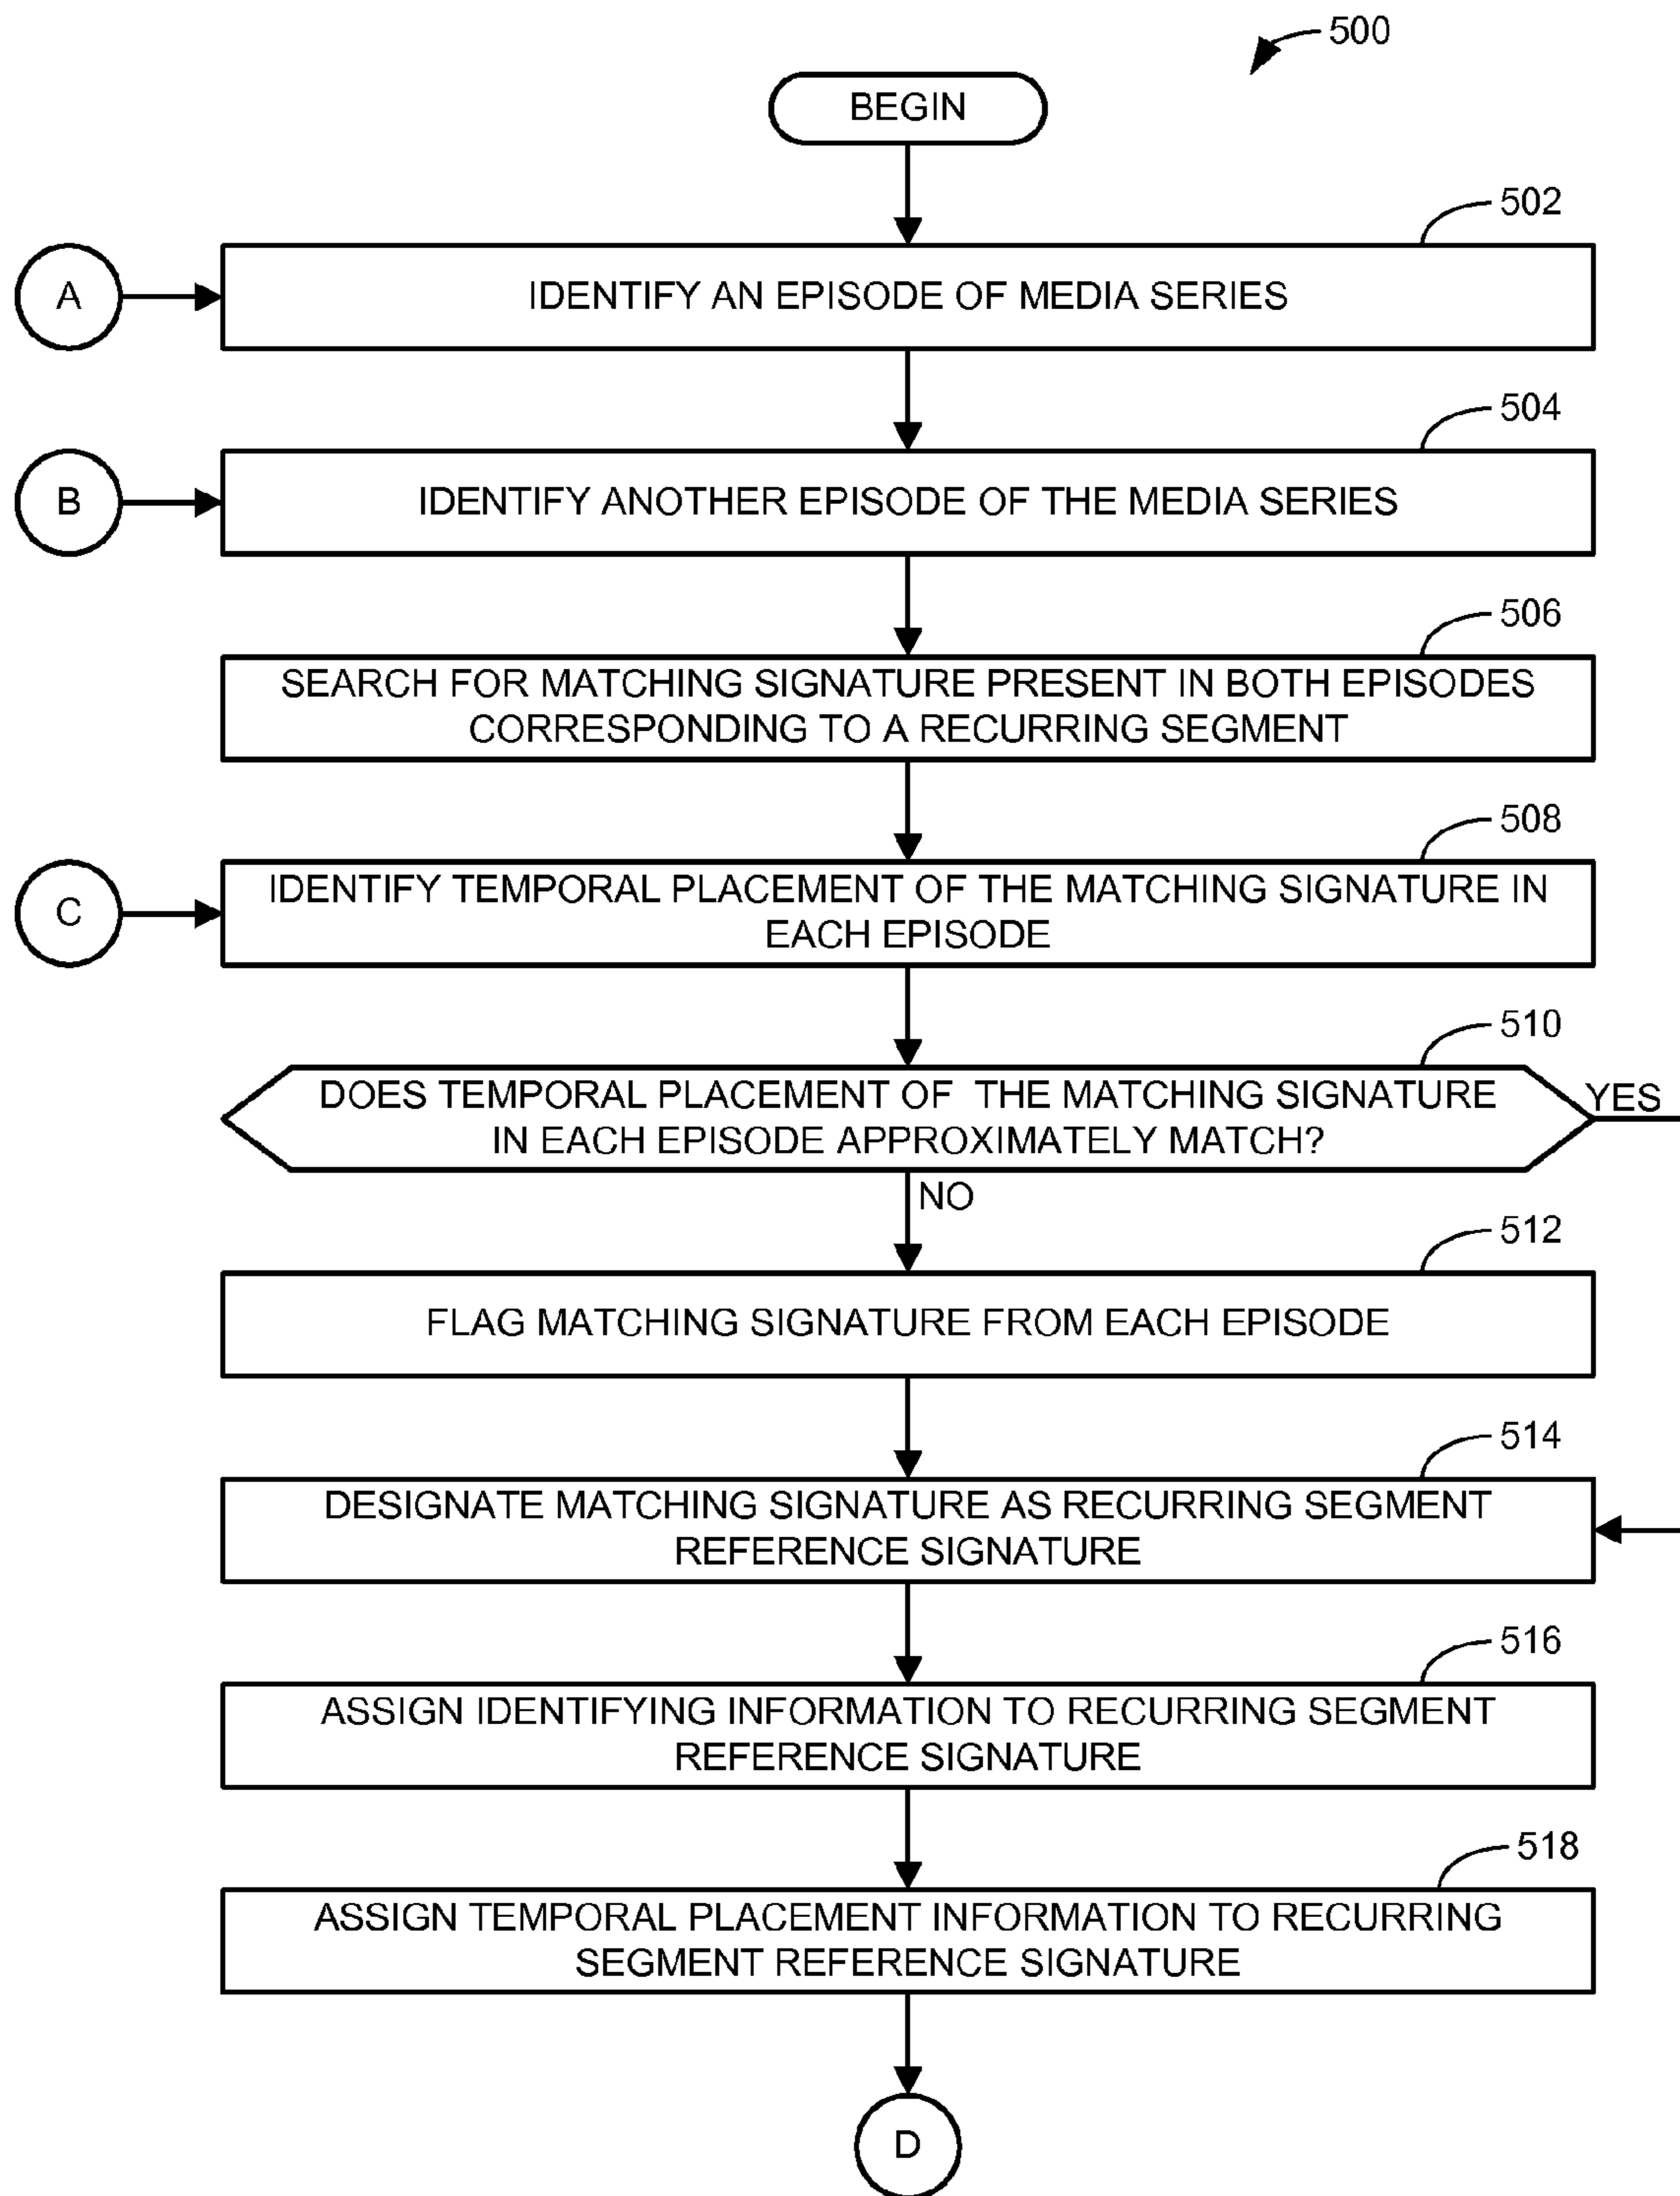 500
BEGIN
502
A
IDENTIFY AN EPISODE OF MEDIA SERIES
504
B
IDENTIFY ANOTHER EPISODE OF THE MEDIA SERIES
506
SEARCH FOR MATCHING SIGNATURE PRESENT IN BOTH EPISODES
CORRESPONDING TO A RECURRING SEGMENT
508
C
IDENTIFY TEMPORAL PLACEMENT OF THE MATCHING SIGNATURE IN
EACH EPISODE
510
DOES TEMPORAL PLACEMENT OF THE MATCHING SIGNATURE
IN EACH EPISODE APPROXIMATELY MATCH?
YES
NO
512
FLAG MATCHING SIGNATURE FROM EACH EPISODE
514
DESIGNATE MATCHING SIGNATURE AS RECURRING SEGMENT
REFERENCE SIGNATURE
516
ASSIGN IDENTIFYING INFORMATION TO RECURRING SEGMENT
REFERENCE SIGNATURE
518
ASSIGN TEMPORAL PLACEMENT INFORMATION TO RECURRING
SEGMENT REFERENCE SIGNATURE
D